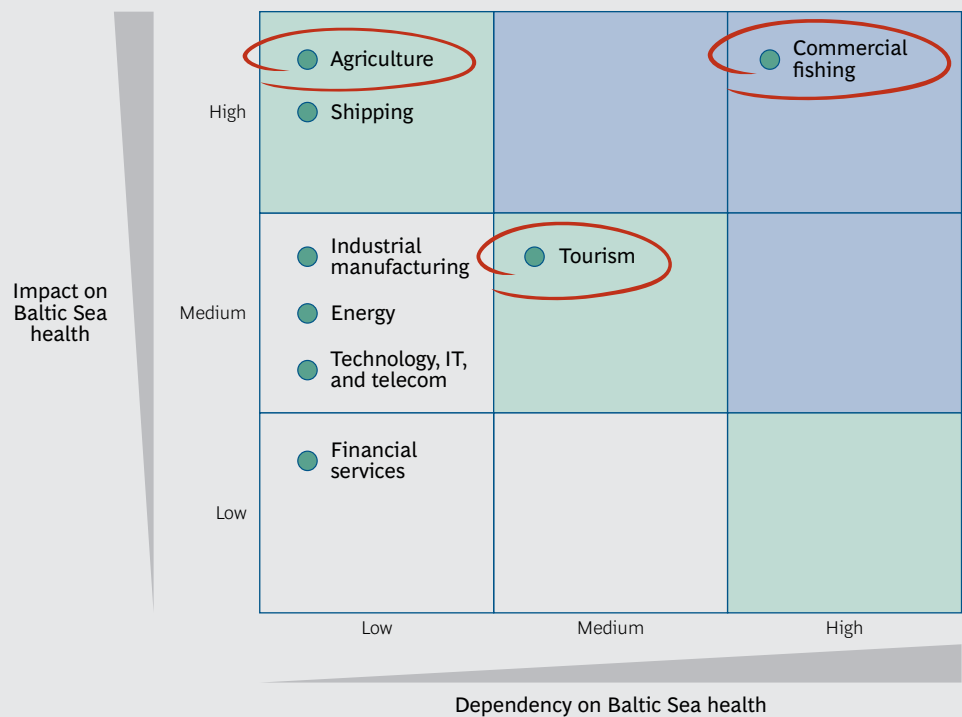 Agriculture
Commercial
fishing
High
Shipping
Industrial
manufacturing
Tourism
Impact on
Baltic Sea
health
Medium
Energy
Technology, IT,
and telecom
Financial
services
Low
Low
Medium
High
Dependency on Baltic Sea health